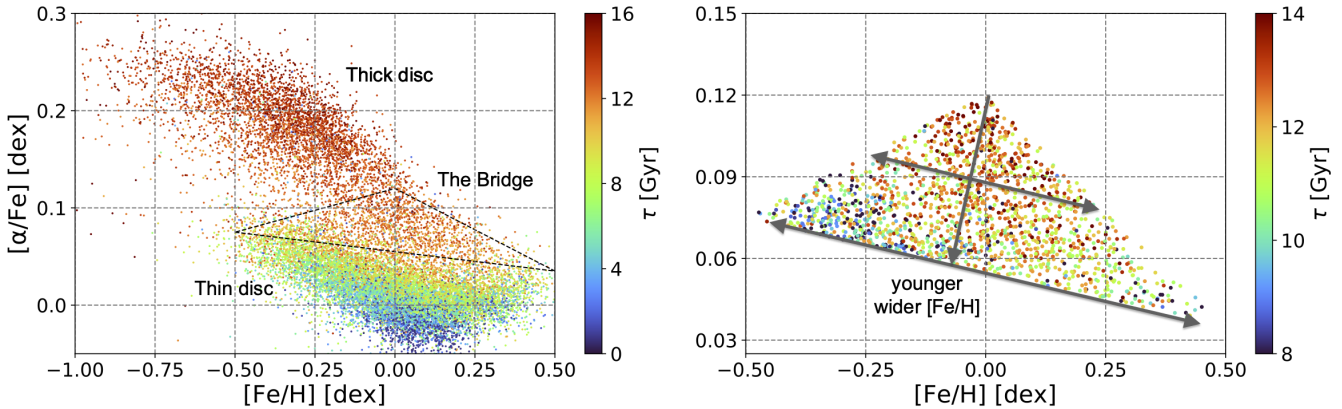 0.3
0.2
0.1
0.0
[α/Fe] [dex]
−1.00 −0.75 −0.50 −0.25 0.00 0.25 0.50
[Fe/H] [dex]
Thick disc
The Bridge
Thin disc
16
12
8
4
0
τ [Gyr]
0.15
0.12
0.09
0.06
0.03
−0.50 −0.25 0.00 0.25 0.50
[Fe/H] [dex]
younger
wider [Fe/H]
14
12
10
8
τ [Gyr]